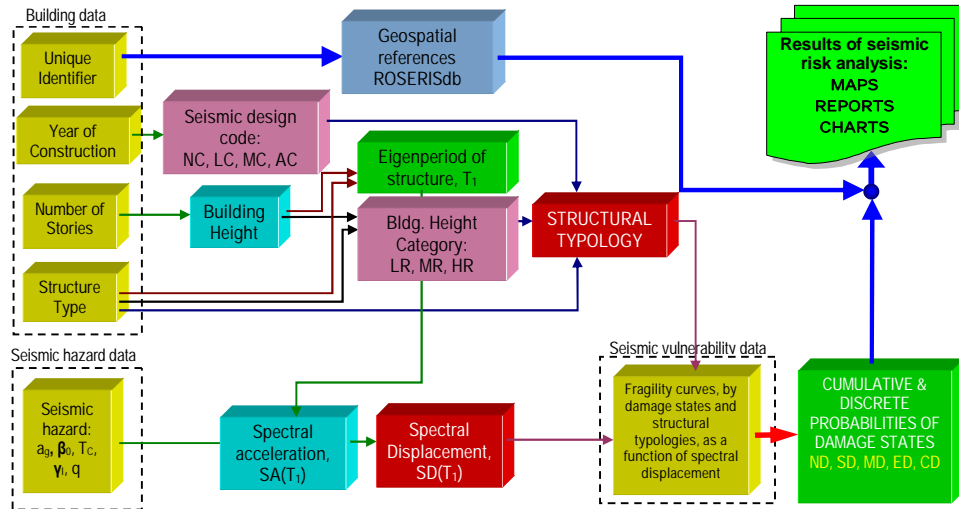 Building data
Unique
Identifier
Year of
Construction
Number of
Stories
Structure
Type
Geospatial
references
ROSERISdb
Seismic design
code:
NC, LC, MC, AC
Eigenperiod of
structure, T1
Building
Height
Bldg. Height
Category:
LR, MR, HR
STRUCTURAL
TYPOLOGY
Results of seismic
risk analysis:
MAPS
REPORTS
CHARTS
Seismic hazard data
Seismic
hazard:
ag, β0, TC,
γI, q
Spectral
acceleration,
SA(T1)
Spectral
Displacement,
SD(T1)
Seismic vulnerability data
Fragility curves, by
damage states and
structural
typologies, as a
function of spectral
displacement
CUMULATIVE &
DISCRETE
PROBABILITIES OF
DAMAGE STATES
ND, SD, MD, ED, CD